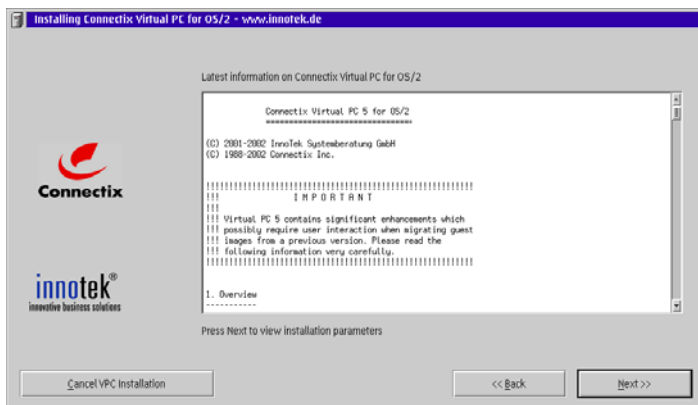 Installing Connectix Virtual PC for OS/2 - www.innotek.de
Latest information on Connectix Virtual PC for OS/2
Connectix Virtual PC 5 for OS/2
===============================
(C) 2001-2002 InnoTek Systemberatung GmbH
(C) 1988-2002 Connectix Inc.
!!!!!!!!!!!!!!!!!!!!!!!!!!!!!!!!!!!!!!!!!!!!!!!!!!!!!!!!!
!!! I M P O R T A N T
!!!
!!! Virtual PC 5 contains significant enhancements which
!!! possibly require user interaction when migrating guest
!!! images from a previous version. Please read the
!!! following information very carefully.
!!!!!!!!!!!!!!!!!!!!!!!!!!!!!!!!!!!!!!!!!!!!!!!!!!!!!!!!!
1. Overview
-----------
Connectix
innotek®
innovative business solutions
Press Next to view installation parameters
Cancel VPC Installation
<< Back
Next >>